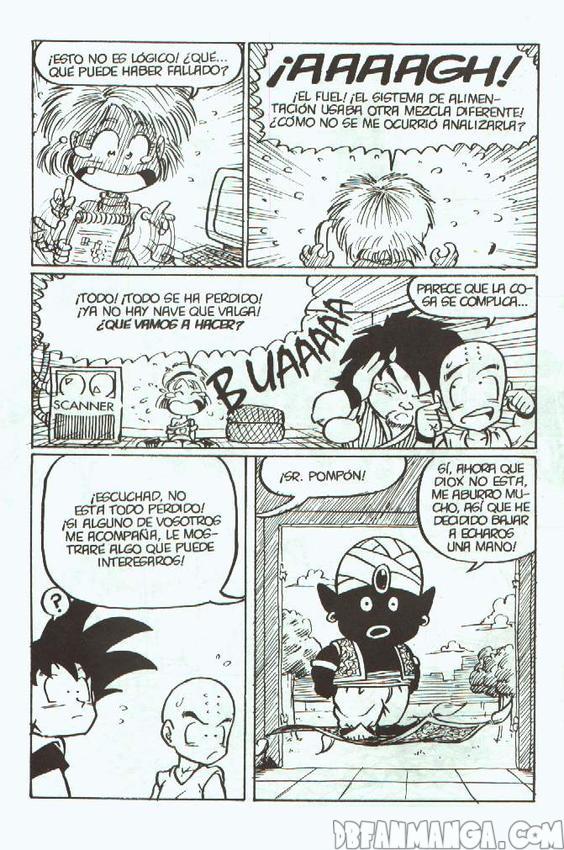 ¡ESTO NO ES LÓGICO! ¿QUÉ...
QUÉ PUEDE HABER FALLADO?
¡AAAAGH!
¡EL FUEL! ¡EL SISTEMA DE ALIMEN-
TACIÓN USABA OTRA MEZCLA DIFERENTE!
¿CÓMO NO SE ME OCURRIÓ ANALIZARLA?
¡TODO! ¡TODO SE HA PERDIDO!
¡YA NO HAY NAVE QUE VALGA!
¿QUÉ VAMOS A HACER?
BUAAAAAA
PARECE QUE LA CO-
SA SE COMPLICA...
SCANNER
¡ESCUCHAD, NO
ESTÁ TODO PERDIDO!
¡SI ALGUNO DE VOSOTROS
ME ACOMPAÑA, LE MOS-
TRARÉ ALGO QUE PUEDE
INTERESAROS!
?
¡SR. POMPÓN!
SÍ, AHORA QUE
DIOX NO ESTA,
ME ABURRO MU-
CHO, ASÍ QUE HE
DECIDIDO BAJAR
A ECHAROS
UNA MANO!
DBFANMANGA.COM